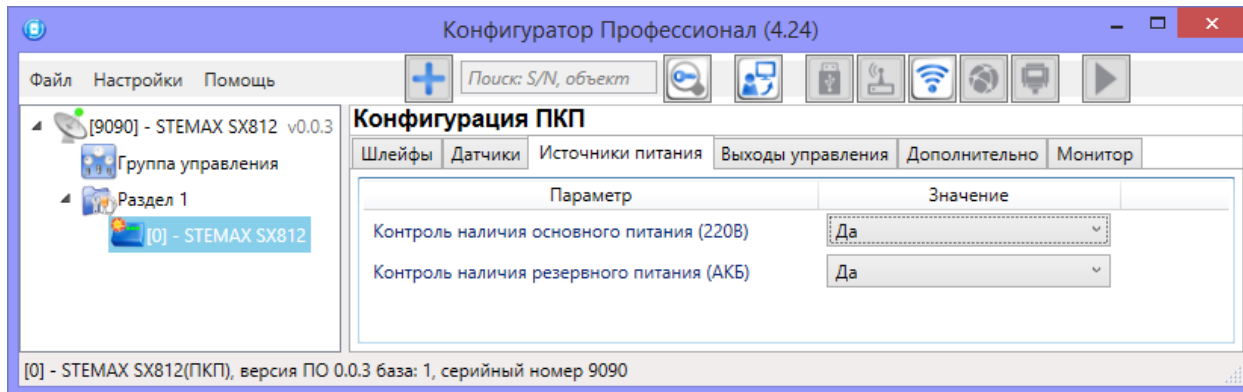 Конфигуратор Профессионал (4.24)
Файл Настройки Помощь Поиск: S/N, объект
[9090] - STEMAX SX812 v0.0.3
Группа управления
Раздел 1
[0] - STEMAX SX812
Конфигурация ПКП
Шлейфы Датчики Источники питания Выходы управления Дополнительно Монитор
Параметр Значение
Контроль наличия основного питания (220В) Да
Контроль наличия резервного питания (АКБ) Да
[0] - STEMAX SX812(ПКП), версия ПО 0.0.3 база: 1, серийный номер 9090